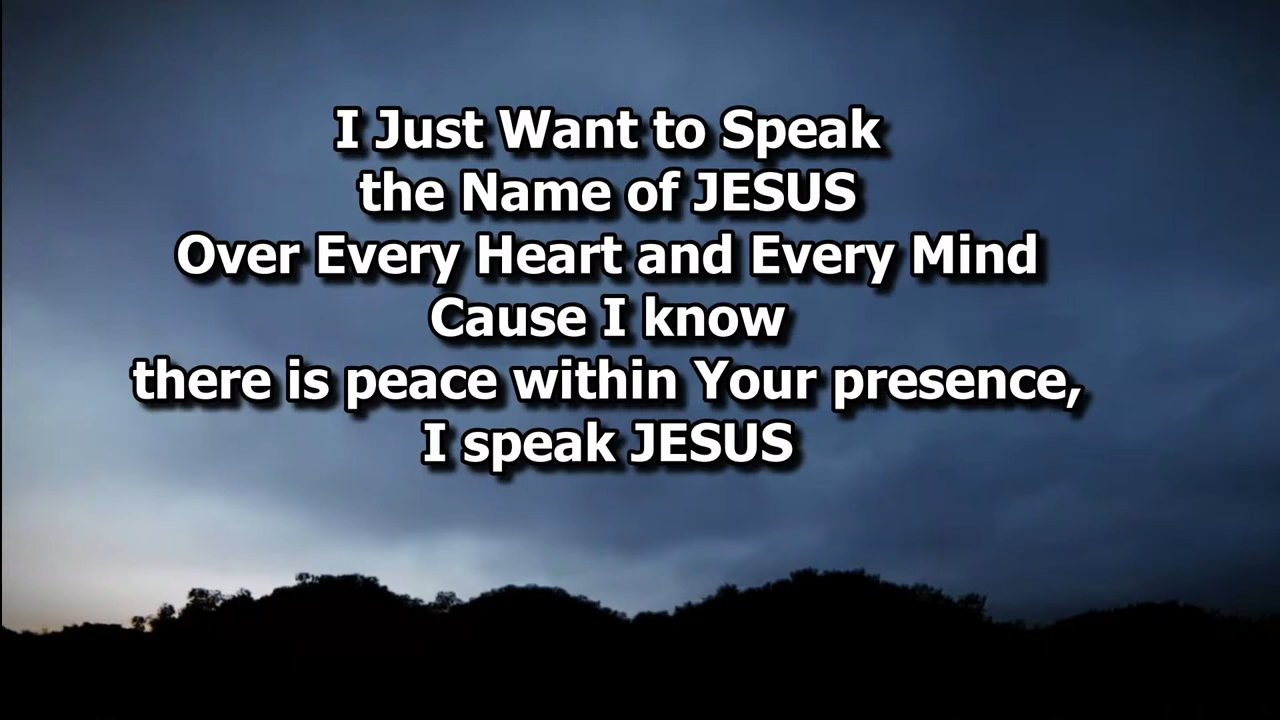 I Just Want to Speak
the Name of JESUS
Over Every Heart and Every Mind
Cause I know
there is peace within Your presence,
I speak JESUS